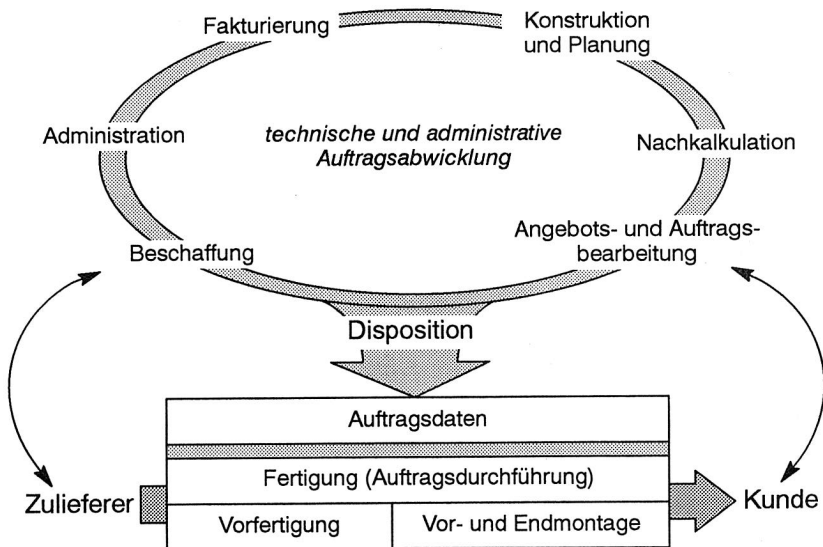 Fakturierung
Konstruktion
und Planung
Administration
technische und administrative
Auftragsabwicklung
Nachkalkulation
Beschaffung
Angebots- und Auftrags-
bearbeitung
Disposition
Auftragsdaten
Fertigung (Auftragsdurchführung)
Zulieferer
Kunde
Vorfertigung
Vor- und Endmontage